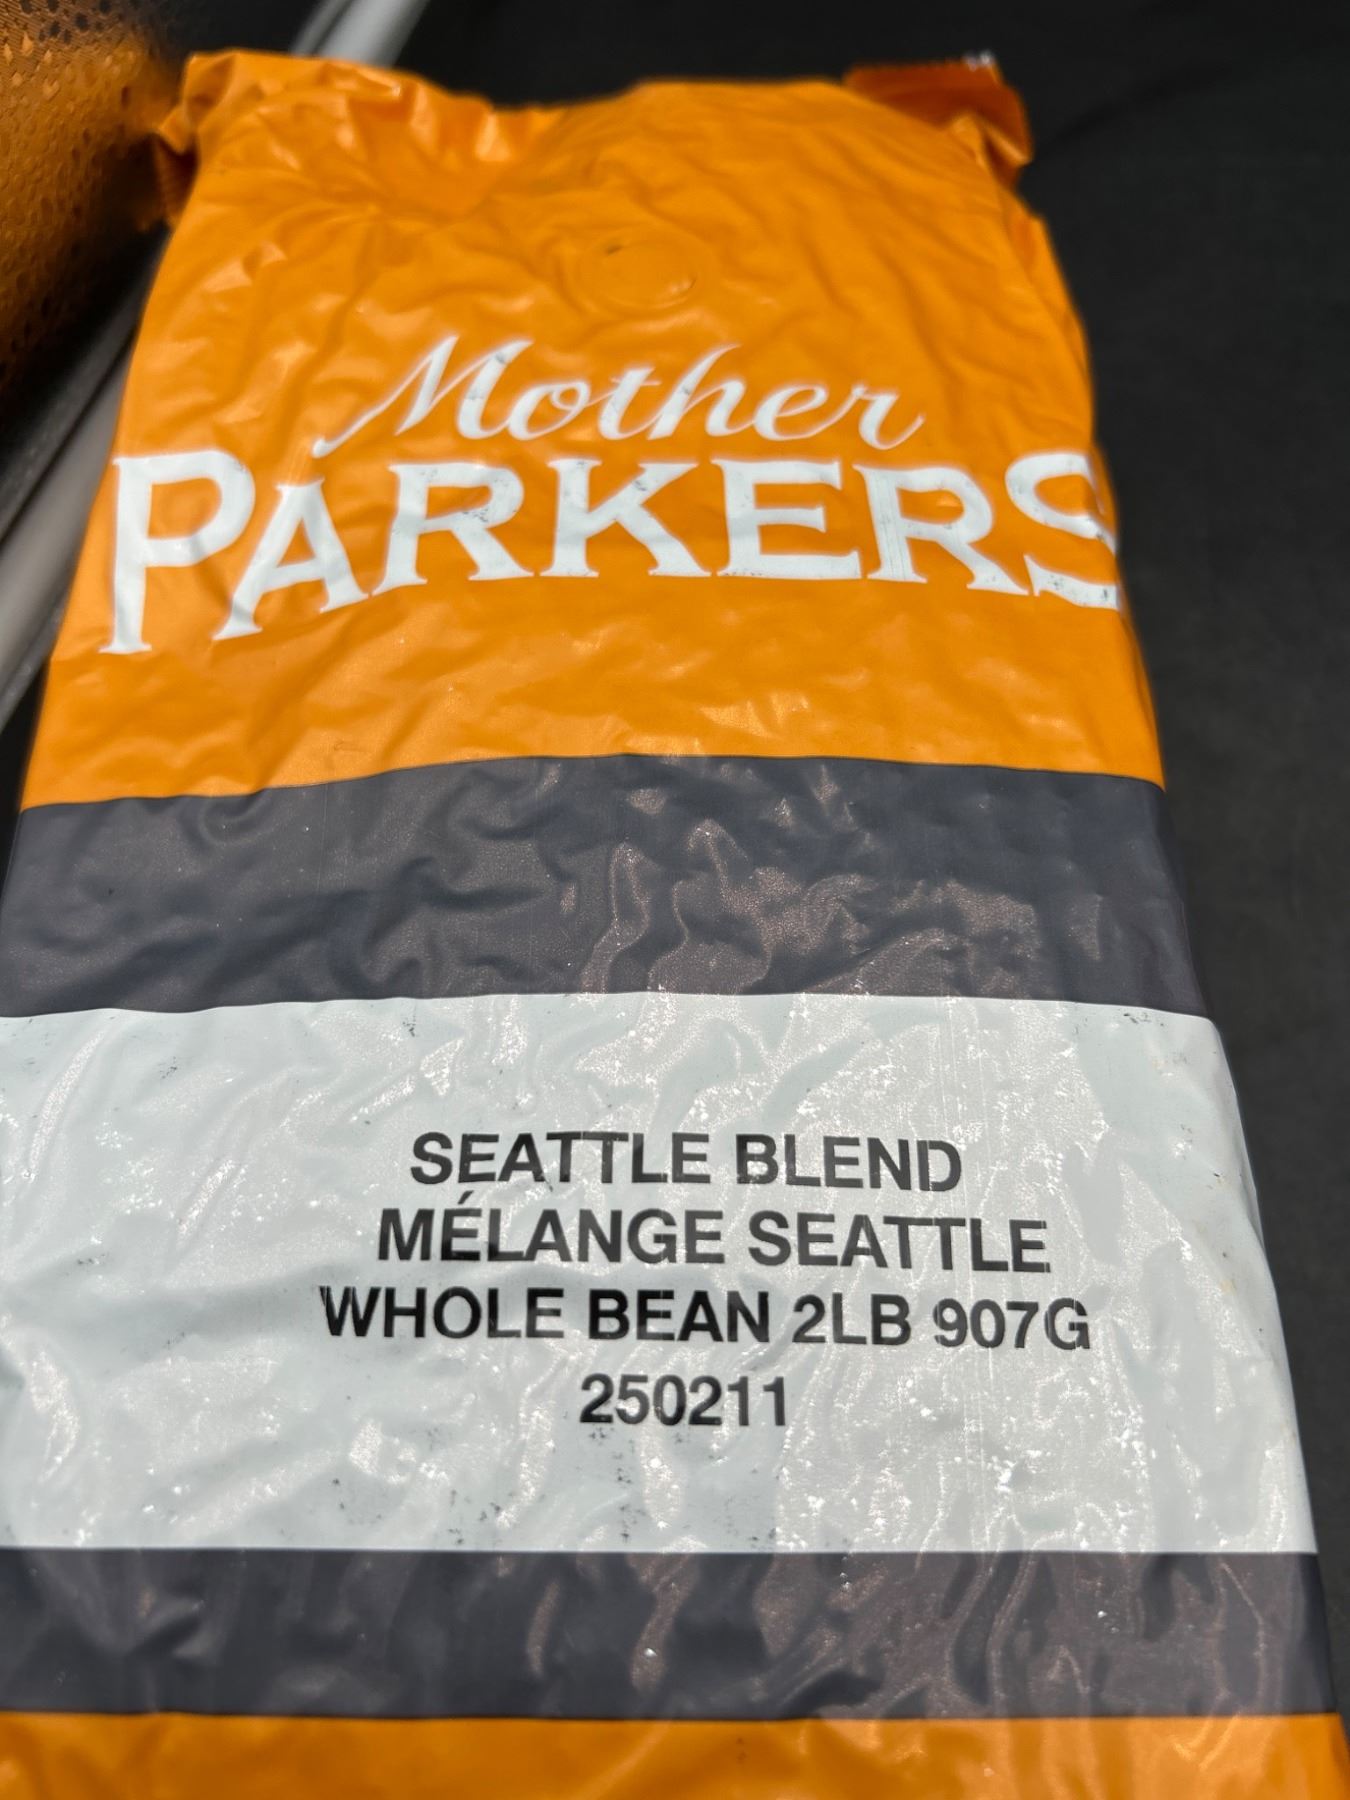 Mother
PARKERS
SEATTLE BLEND
MÉLANGE SEATTLE
WHOLE BEAN 2LB 907G
250211